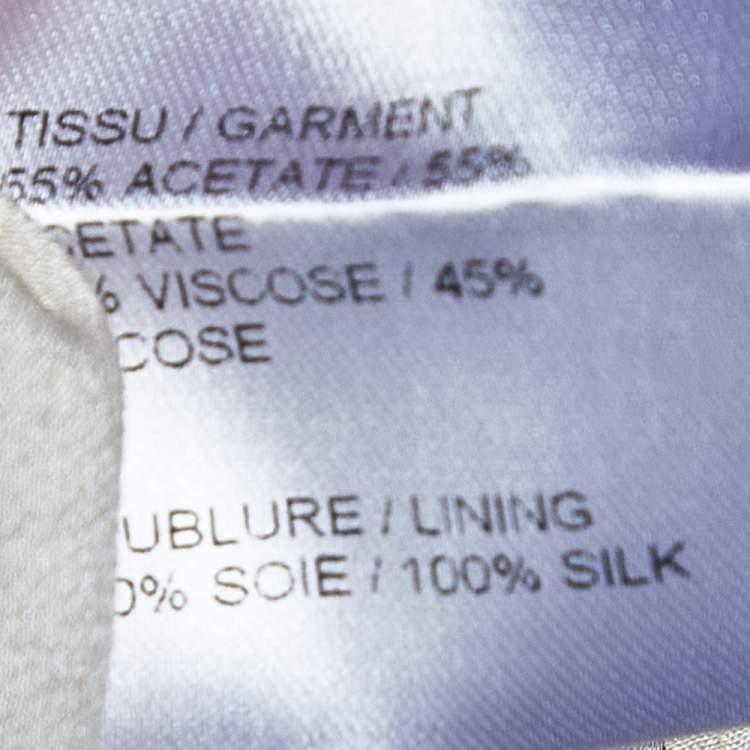 TISSU / GARMENT
55% ACETATE / 55%
CETATE
% VISCOSE / 45%
COSE
UBLURE / LINING
0% SOIE / 100% SILK